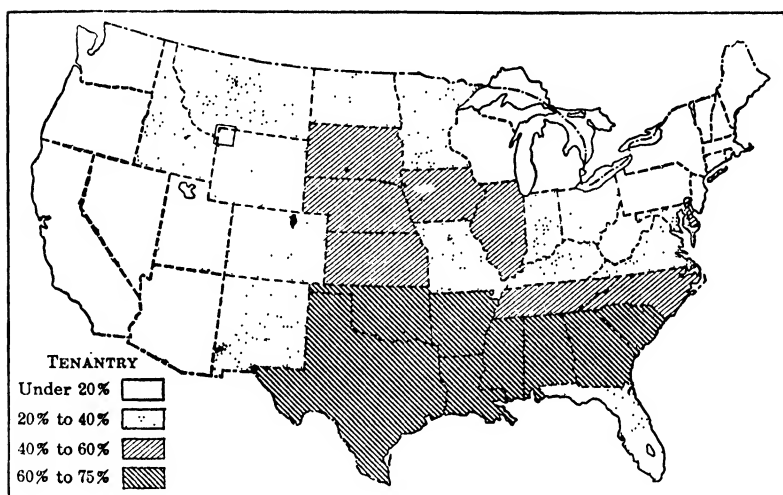 TENANTRY
Under 20%
20% to 40%
40% to 60%
60% to 75%